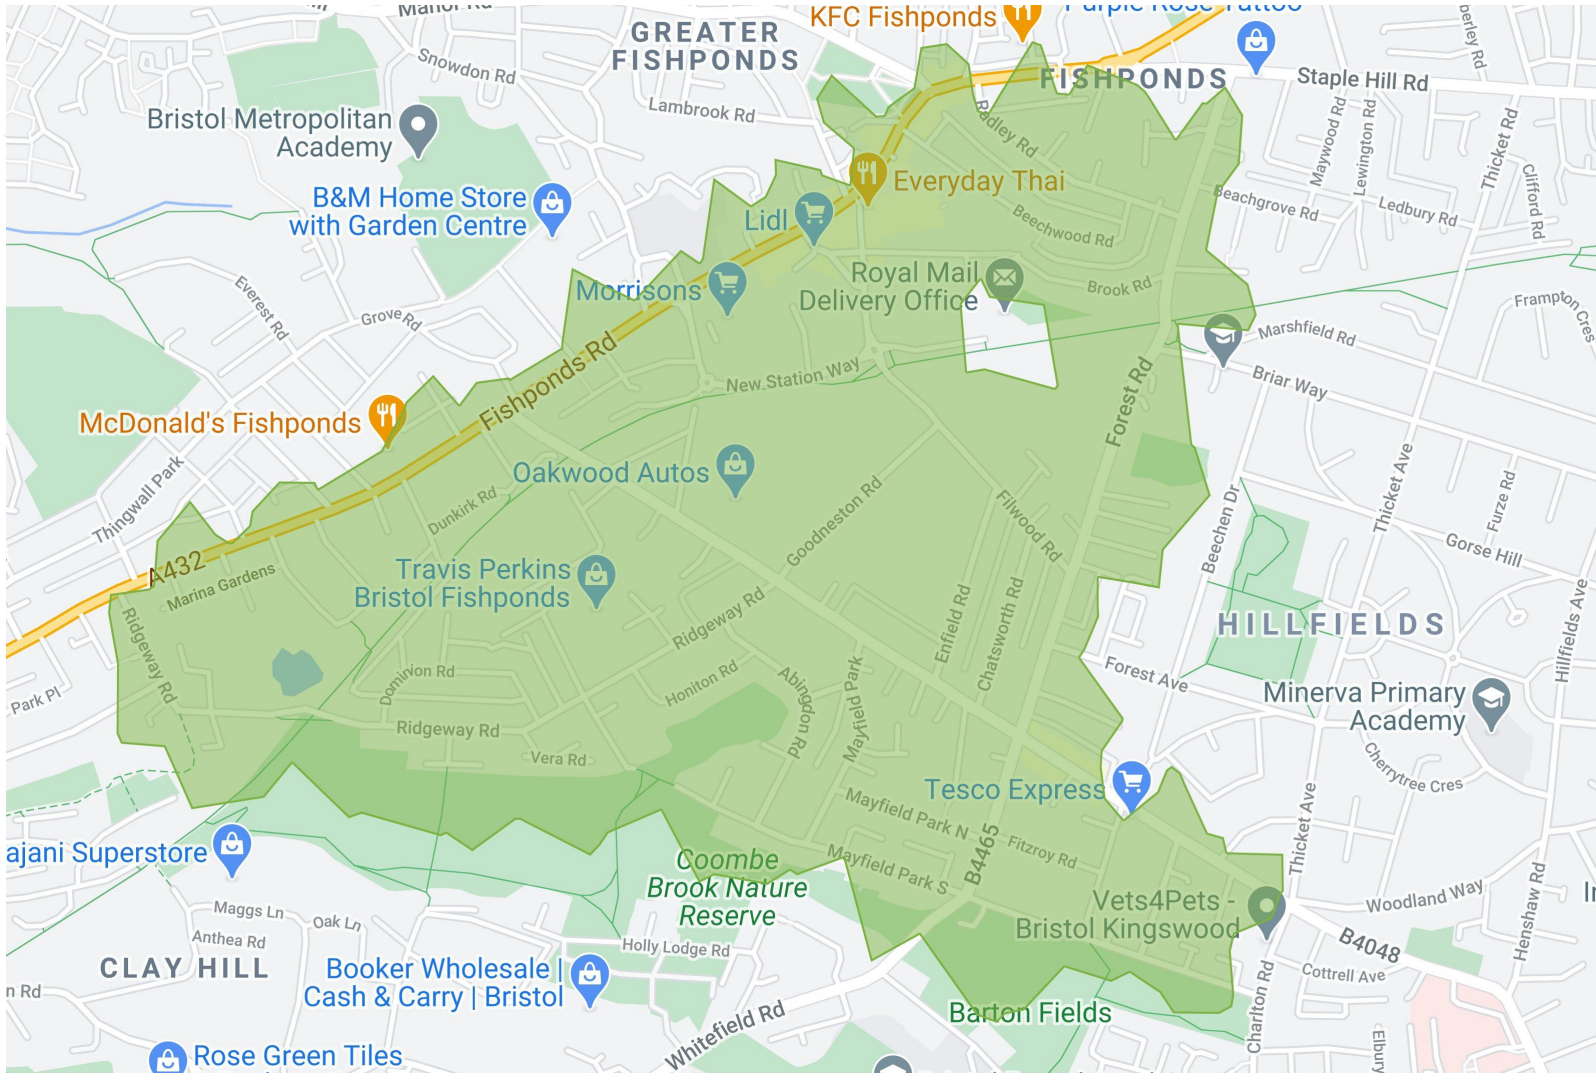 Manor Rd
KFC Fishponds
Purple Rose Tattoo
GREATER
FISHPONDS
Snowdon Rd
FISHPONDS
Staple Hill Rd
Lambrook Rd
Bristol Metropolitan
Academy
Radley Rd
Maywood Rd
Lewington Rd
Thicket Rd
Clifford Rd
Everyday Thai
B&M Home Store
with Garden Centre
Lidl
Beachgrove Rd
Ledbury Rd
Beechwood Rd
Royal Mail
Delivery Office
Brook Rd
Morrisons
Everest Rd
Grove Rd
Frampton Cres
Marshfield Rd
Fishponds Rd
New Station Way
Briar Way
Forest Rd
McDonald's Fishponds
Oakwood Autos
Thingwall Park
Dunkirk Rd
Goodneston Rd
Filwood Rd
Beechen Dr
Thicket Ave
Furze Rd
Gorse Hill
A432
Marina Gardens
Travis Perkins
Bristol Fishponds
Ridgeway Rd
Ridgeway Rd
Enfield Rd
Chatsworth Rd
HILLFIELDS
Hillfields Ave
Park Pl
Dominion Rd
Honiton Rd
Abingdon Rd
Mayfield Park
Forest Ave
Minerva Primary
Academy
Ridgeway Rd
Vera Rd
Cherrytree Cres
Tesco Express
Mayfield Park N
Fitzroy Rd
B4465
Thicket Ave
ajani Superstore
Coombe
Brook Nature
Reserve
Mayfield Park S
Vets4Pets -
Bristol Kingswood
Woodland Way
Henshaw Rd
Maggs Ln
Oak Ln
Anthea Rd
Holly Lodge Rd
B4048
CLAY HILL
Booker Wholesale |
Cash & Carry | Bristol
Cottrell Ave
n Rd
Charlton Rd
Barton Fields
Whitefield Rd
Elbury
Rose Green Tiles